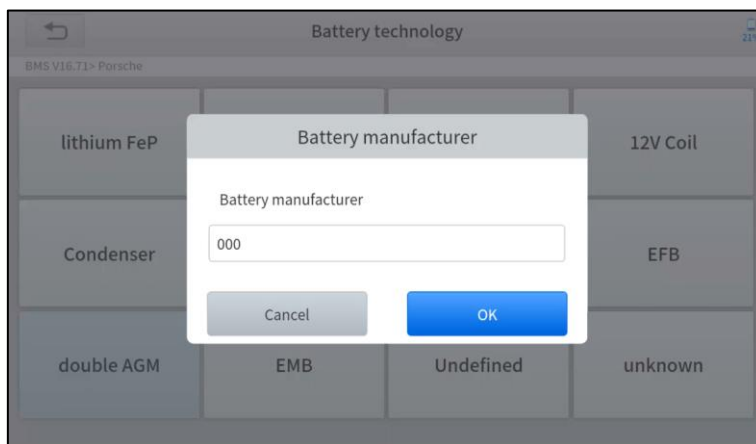 Battery technology
21%
BMS V16.71> Porsche
lithium FeP
12V Coil
Battery manufacturer
Battery manufacturer
000
Condenser
EFB
Cancel
OK
double AGM
EMB
Undefined
unknown